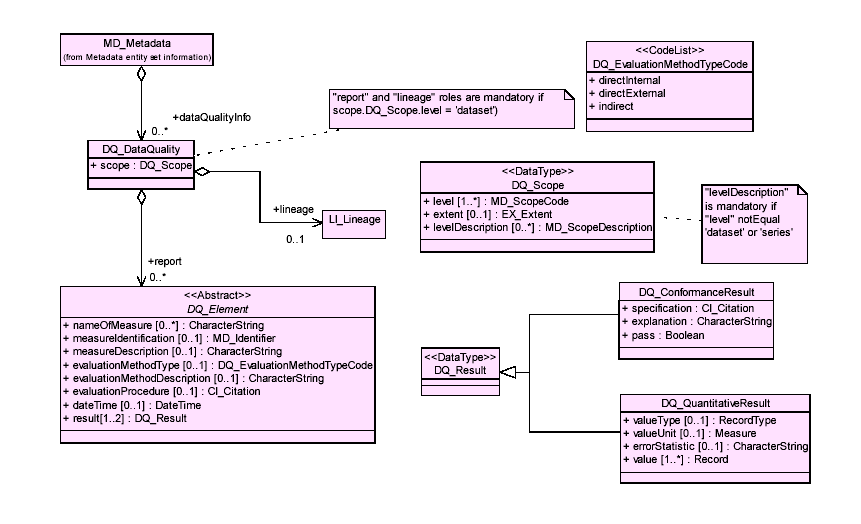 MD_Metadata
(from Metadata entity set information)
+dataQualityInfo
0..*
DQ_DataQuality
+ scope : DQ_Scope
"report" and "lineage" roles are mandatory if
scope.DQ_Scope.level = 'dataset')
<<CodeList>>
DQ_EvaluationMethodTypeCode
+ directInternal
+ directExternal
+ indirect
+lineage
0..1
LI_Lineage
<<DataType>>
DQ_Scope
+ level [1..*] : MD_ScopeCode
+ extent [0..1] : EX_Extent
+ levelDescription [0..*] : MD_ScopeDescription
"levelDescription"
is mandatory if
"level" notEqual
'dataset' or 'series'
+report
0..*
<<Abstract>>
DQ_Element
+ nameOfMeasure [0..*] : CharacterString
+ measureIdentification [0..1] : MD_Identifier
+ measureDescription [0..1] : CharacterString
+ evaluationMethodType [0..1] : DQ_EvaluationMethodTypeCode
+ evaluationMethodDescription [0..1] : CharacterString
+ evaluationProcedure [0..1] : CI_Citation
+ dateTime [0..1] : DateTime
+ result[1..2] : DQ_Result
<<DataType>>
DQ_Result
DQ_ConformanceResult
+ specification : CI_Citation
+ explanation : CharacterString
+ pass : Boolean
DQ_QuantitativeResult
+ valueType [0..1] : RecordType
+ valueUnit [0..1] : Measure
+ errorStatistic [0..1] : CharacterString
+ value [1..*] : Record